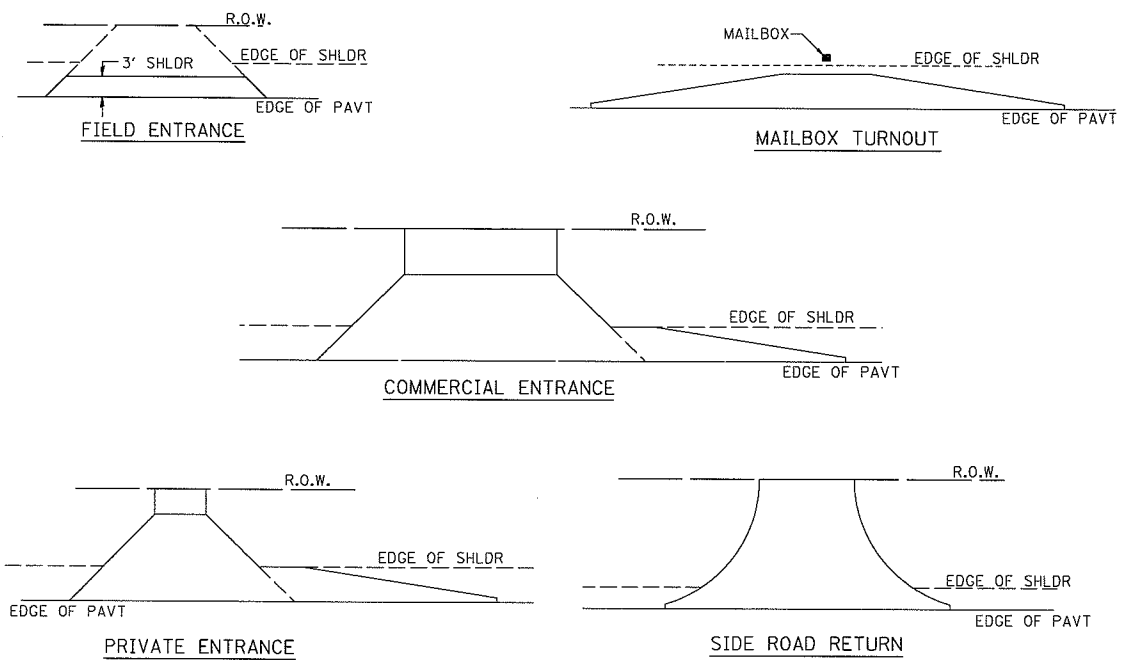 R.O.W.
EDGE OF SHLDR
3' SHLDR
EDGE OF PAVT
FIELD ENTRANCE
MAILBOX
EDGE OF SHLDR
EDGE OF PAVT
MAILBOX TURNOUT
R.O.W.
EDGE OF SHLDR
EDGE OF PAVT
COMMERCIAL ENTRANCE
R.O.W.
EDGE OF SHLDR
EDGE OF PAVT
PRIVATE ENTRANCE
R.O.W.
EDGE OF SHLDR
EDGE OF PAVT
SIDE ROAD RETURN